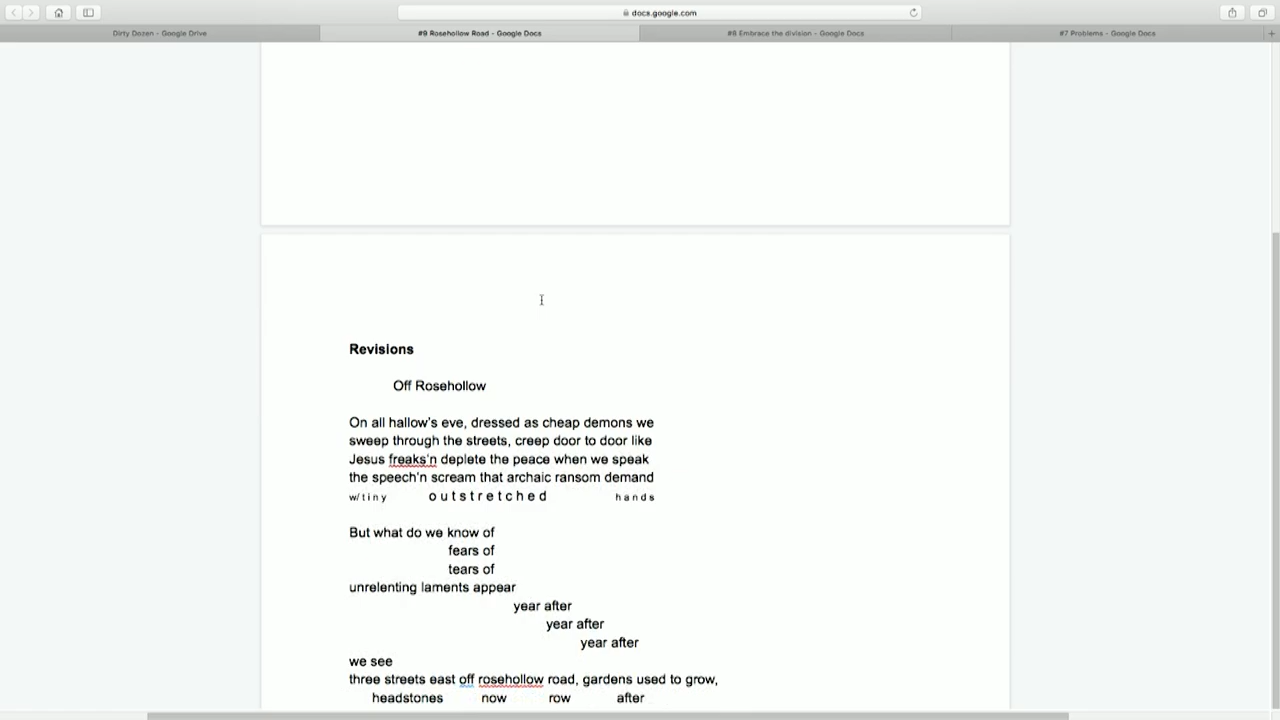 docs.google.com
Dirty Dozen - Google Drive
#9 Rosehollow Road - Google Docs
#8 Embrace the division - Google Docs
#7 Problems - Google Docs
Revisions
Off Rosehollow
On all hallow's eve, dressed as cheap demons we
sweep through the streets, creep door to door like
Jesus freaks'n deplete the peace when we speak
the speech'n scream that archaic ransom demand
w/tiny outstretched hands
But what do we know of
fears of
tears of
unrelenting laments appear
year after
year after
year after
we see
three streets east off rosehollow road, gardens used to grow,
headstones now row after